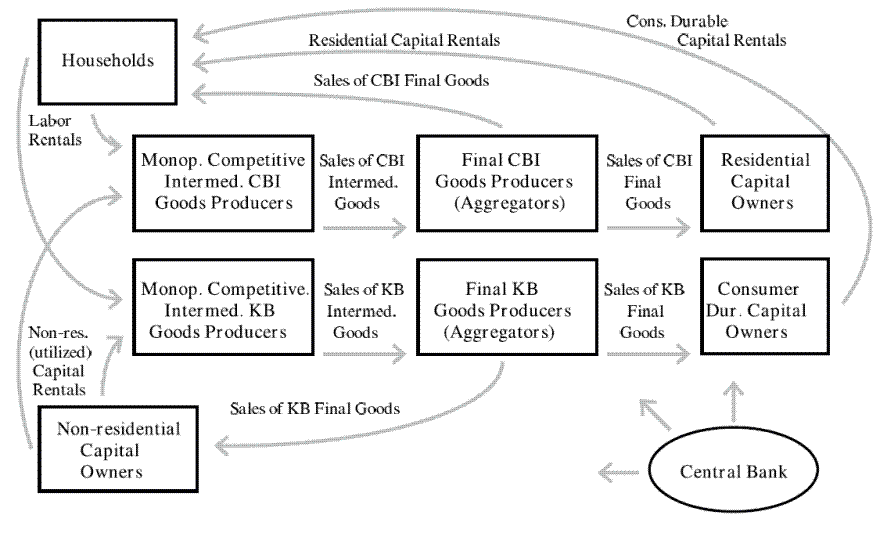 Cons. Durable
Capital Rentals
Residential Capital Rentals
Households
Sales of CBI Final Goods
Labor
Rentals
Monop. Competitive
Intermed. CBI
Goods Producers
Sales of CBI
Intermed.
Goods
Final CBI
Goods Producers
(Aggregators)
Sales of CBI
Final
Goods
Residential
Capital
Owners
Monop. Competitive.
Intermed. KB
Goods Producers
Sales of KB
Intermed.
Goods
Final KB
Goods Producers
(Aggregators)
Sales of KB
Final
Goods
Consumer
Dur. Capital
Owners
Non-res.
(utilized)
Capital
Rentals
Sales of KB Final Goods
Non-residential
Capital
Owners
Central Bank